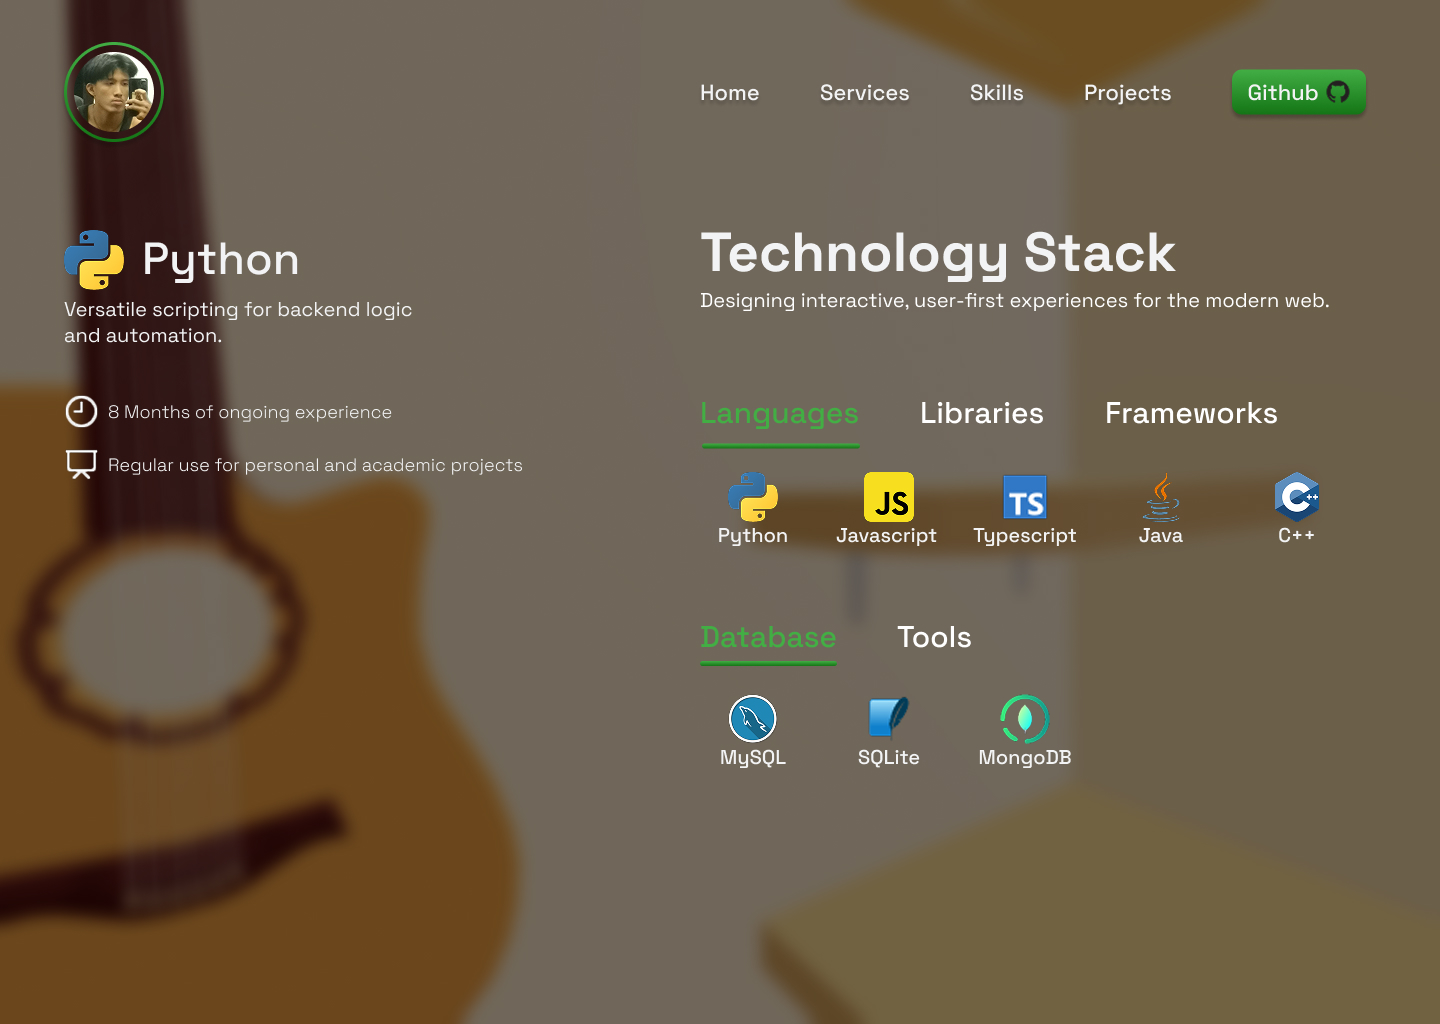 Home Services Skills Projects Github
Python
Versatile scripting for backend logic
and automation.
8 Months of ongoing experience
Regular use for personal and academic projects
Technology Stack
Designing interactive, user-first experiences for the modern web.
Languages Libraries Frameworks
JS TS C++
Python Javascript Typescript Java C++
Database Tools
MySQL SQLite MongoDB